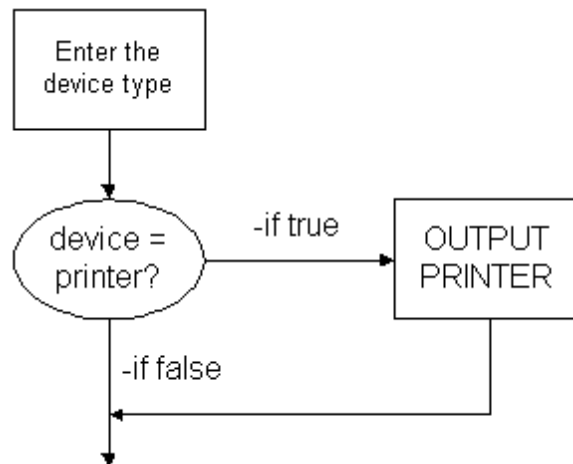 Enter the
device type
device =
printer?
-if true
OUTPUT
PRINTER
-if false